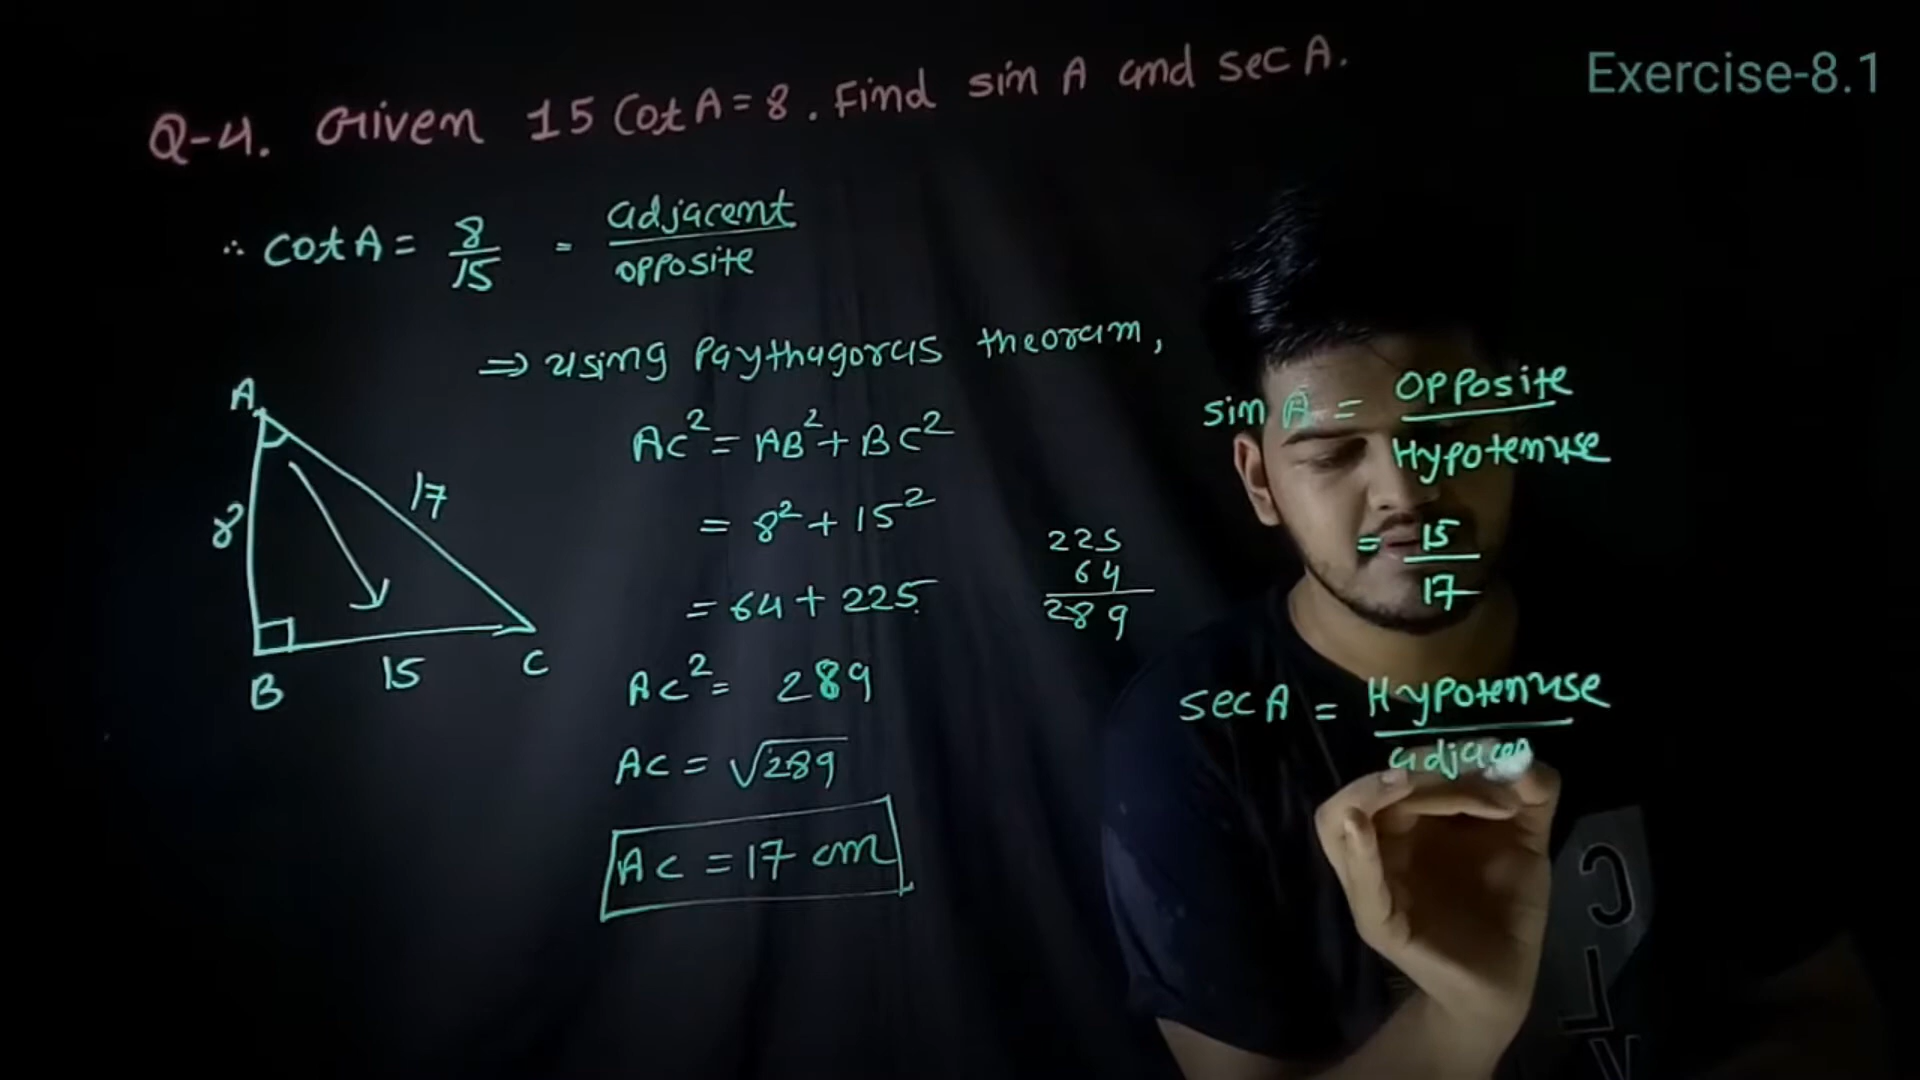 Exercise-8.1
Q-4. Given 15 Cot A = 8. Find sin A and sec A.
∴ cot A = 8/15 = adjacent/opposite
⇒ using Paythagoras theoram,
A
8
17
B
15
C
AC² = AB² + BC²
= 8² + 15²
= 64 + 225
AC² = 289
AC = √289
AC = 17 cm
225
64
289
sin A = Opposite/Hypotenuse
= 15/17
sec A = Hypotenuse/adjacen
C
L
V